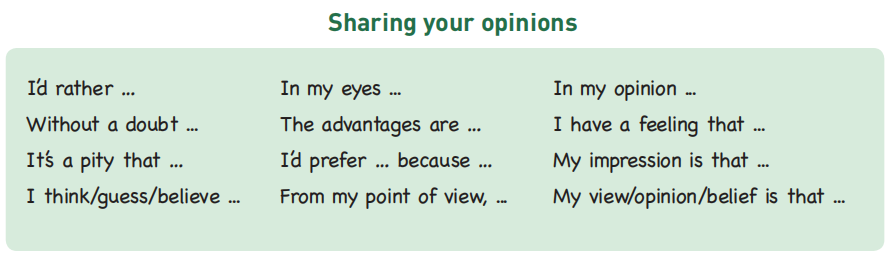 Sharing your opinions
I'd rather ... In my eyes ... In my opinion ...
Without a doubt ... The advantages are ... I have a feeling that ...
It's a pity that ... I'd prefer ... because ... My impression is that ...
I think/guess/believe ... From my point of view, ... My view/opinion/belief is that ...